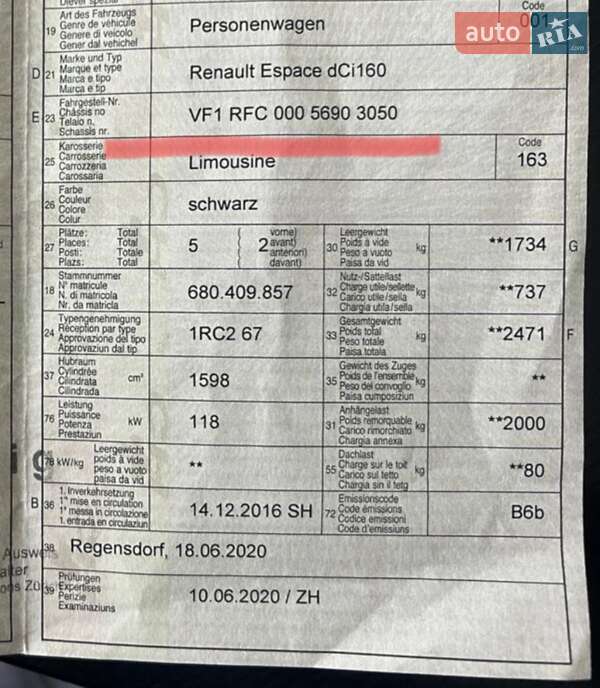 Code
19 Art des Fahrzeugs
Genre de véhicule
Genere di veicolo
Gener dal vehichel
Personenwagen
001
auto RIA.com
D 21 Marke und Typ
Marque et type
Marca e tipo
Marca e tip
Renault Espace dCi160
E 23 Fahrgestell-Nr.
Châssis no
Telaio n.
Schassis nr.
VF1 RFC 000 5690 3050
25 Karosserie
Carrosserie
Carrozzeria
Carossaria
Limousine
Code
163
26 Farbe
Couleur
Colore
Colur
schwarz
27 Plätze: Total
Places: Total
Posti: Totale
Plazs: Total
5 ( 2 vorne)
( avant)
( anteriori)
( davant)
30 Leergewicht
Poids à vide
Peso a vuoto
Paisa da vid
kg **1734 G
18 Stammnummer
N° matricule
N. di matricola
Nr. da matricla
680.409.857
32 Nutz-/Sattellast
Charge utile/sellette
Carico utile/sella
Chargia utila/sella
kg **737
24 Typengenehmigung
Réception par type
Approvazione del tipo
Approvaziun dal tip
1RC2 67
33 Gesamtgewicht
Poids total
Peso totale
Paisa totala
kg **2471 F
37 Hubraum
Cylindrée
Cilindrata
Cilindrada
cm³ 1598
35 Gewicht des Zuges
Poids de l'ensemble
Peso del convoglio
Paisa cumposiziun
kg **
76 Leistung
Puissance
Potenza
Prestaziun
kW 118
31 Anhängelast
Poids remorquable
Carico rimorchiato
Chargia annexa
kg **2000
78 kW/kg Leergewicht
poids à vide
peso a vuoto
paisa da vid
**
55 Dachlast
Charge sur le toit
Carico sul tetto
Chargia sin il tetg
kg **80
B 36 1. Inverkehrsetzung
1re mise en circulation
1a messa in circolazione
1. entrada en circulaziun
14.12.2016 SH
72 Emissionscode
Code émissions
Codice emissioni
Code d'emissiuns
B6b
38 Regensdorf, 18.06.2020
Auswei
alter
39 Prüfungen
Expertises
Perizie
Examinaziuns
10.06.2020 / ZH